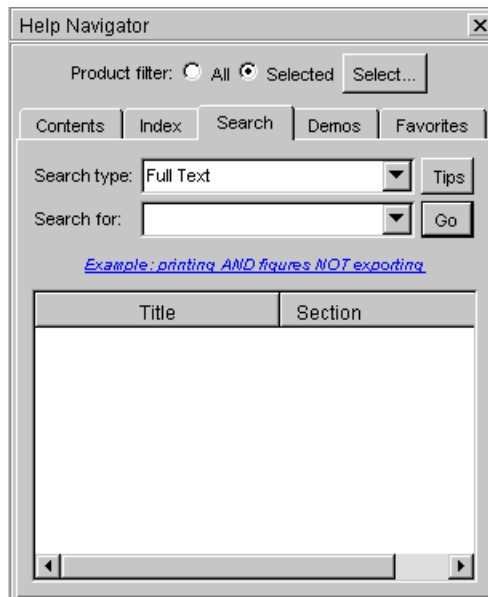 Help Navigator
Product filter: All Selected Select...
Contents Index Search Demos Favorites
Search type: Full Text Tips
Search for: Go
Example: printing AND figures NOT exporting
Title Section